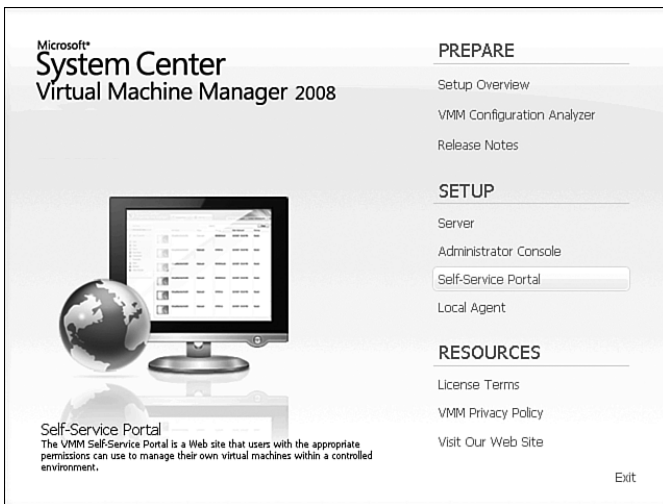 Microsoft®
System Center
Virtual Machine Manager 2008
PREPARE
Setup Overview
VMM Configuration Analyzer
Release Notes
SETUP
Server
Administrator Console
Self-Service Portal
Local Agent
RESOURCES
License Terms
VMM Privacy Policy
Visit Our Web Site
Self-Service Portal
The VMM Self-Service Portal is a Web site that users with the appropriate
permissions can use to manage their own virtual machines within a controlled
environment.
Exit